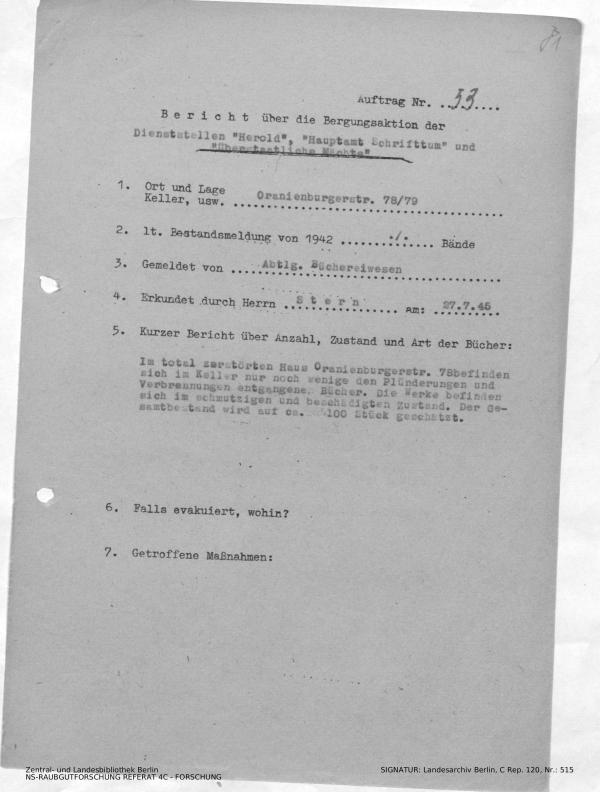 81
Auftrag Nr. ..33....
B e r i c h t über die Bergungsaktion der
Dienststellen "Herold", "Hauptamt Schrifttum" und
"Überstaatliche Mächte"
1. Ort und Lage
Keller, usw. Oranienburgerstr. 78/79
2. lt. Bestandsmeldung von 1942 ...../....... Bände
3. Gemeldet von ... Abtlg. Büchereiwesen
4. Erkundet durch Herrn ..S t e r n...... am: 27.7.45
5. Kurzer Bericht über Anzahl, Zustand und Art der Bücher:
Im total zerstörten Haus Oranienburgerstr. 78befinden
sich im Keller nur noch wenige den Plünderungen und
Verbrennungen entgangene Bücher. Die Werke befinden
sich im schmutzigen und beschädigten Zustand. Der Ge-
samtbestand wird auf ca. 100 Stück geschätzt.
6. Falls evakuiert, wohin?
7. Getroffene Maßnahmen:
Zentral- und Landesbibliothek Berlin
NS-RAUBGUTFORSCHUNG REFERAT 4C - FORSCHUNG
SIGNATUR: Landesarchiv Berlin, C Rep. 120, Nr.: 515